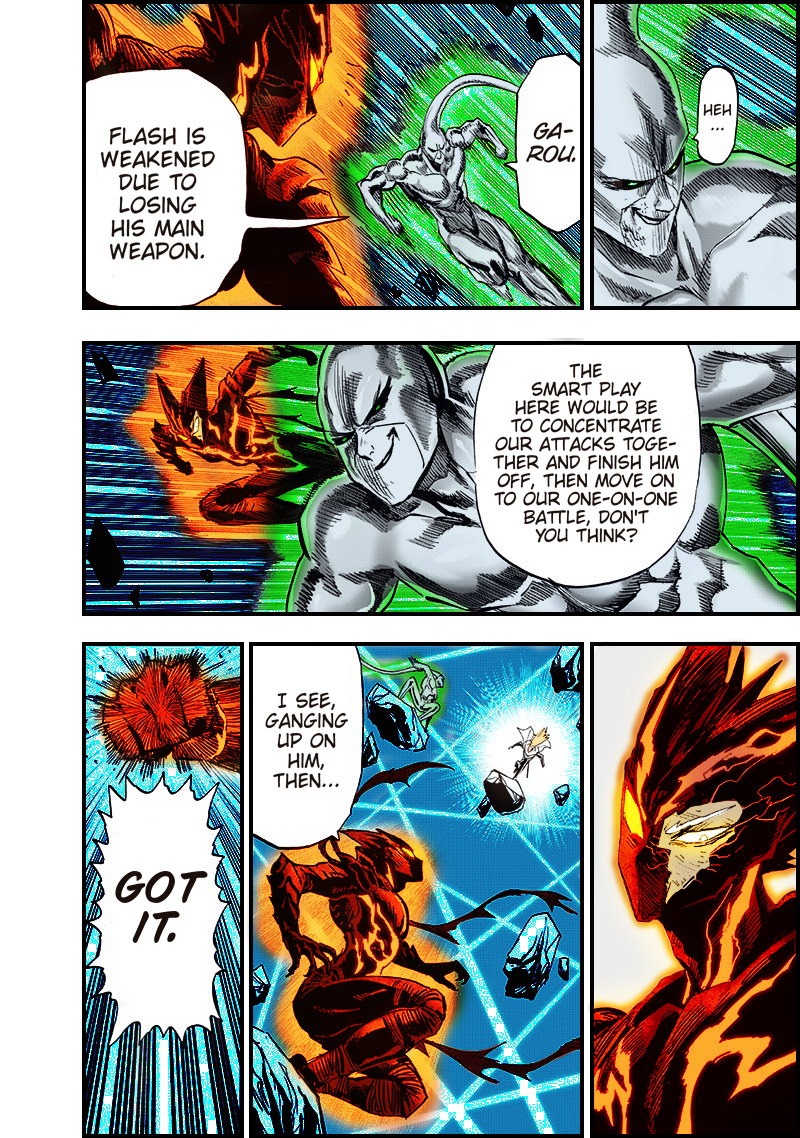 HEH
...
GA-
ROU.
FLASH IS
WEAKENED
DUE TO
LOSING
HIS MAIN
WEAPON.
THE
SMART PLAY
HERE WOULD BE
TO CONCENTRATE
OUR ATTACKS TOGE-
THER AND FINISH HIM
OFF, THEN MOVE ON
TO OUR ONE-ON-ONE
BATTLE, DON'T
YOU THINK?
I SEE,
GANGING
UP ON
HIM,
THEN...
GOT
IT.